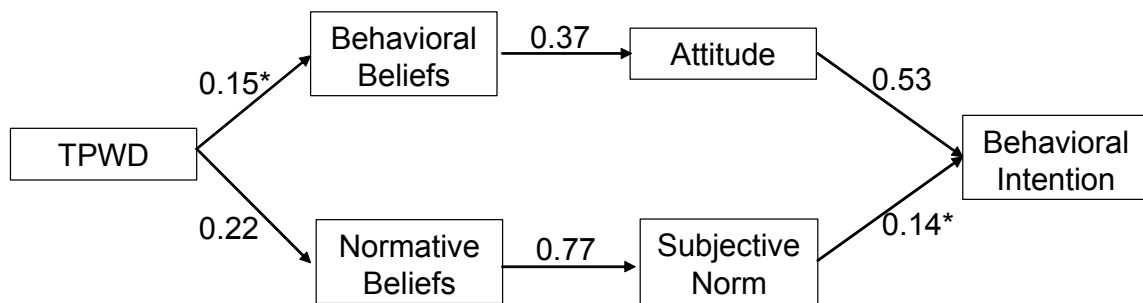 Behavioral
Beliefs
0.37
Attitude
0.15*
0.53
TPWD
Behavioral
Intention
0.22
Normative
Beliefs
0.77
Subjective
Norm
0.14*